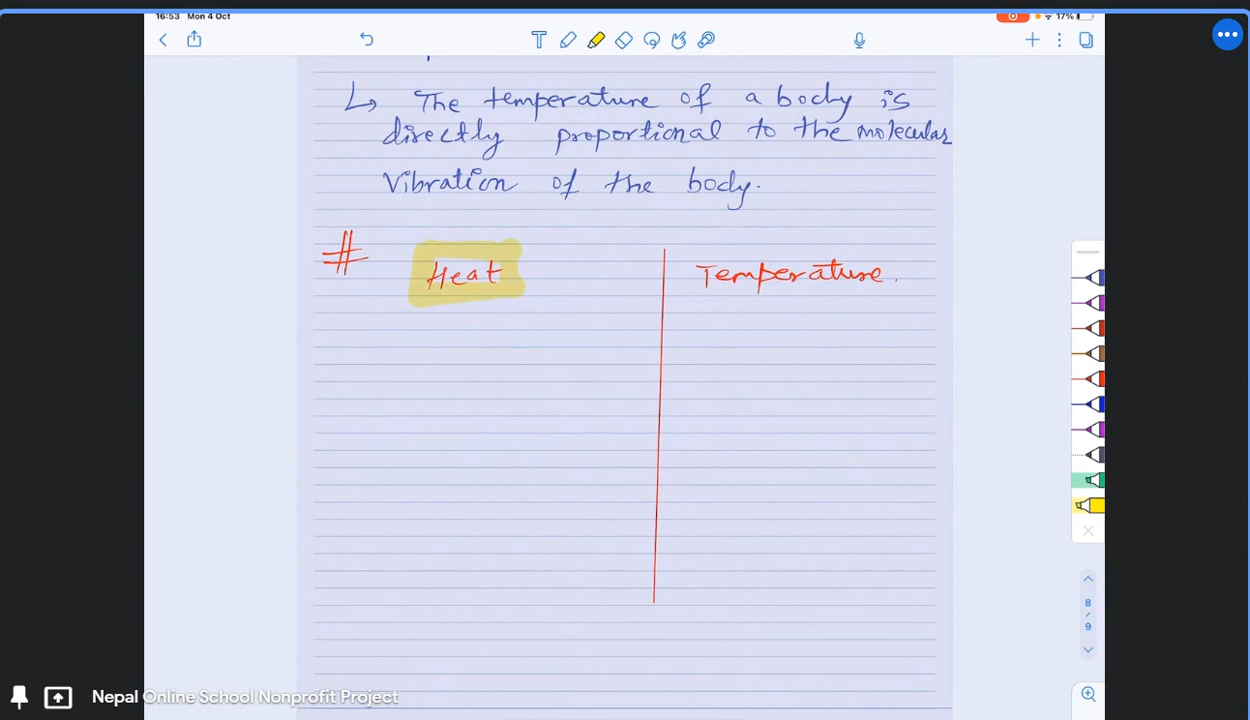 16:53 Mon 4 Oct
17%
↳ The temperature of a body is
directly proportional to the molecular
Vibration of the body.
# Heat
Temperature.
8
/
9
Nepal Online School Nonprofit Project